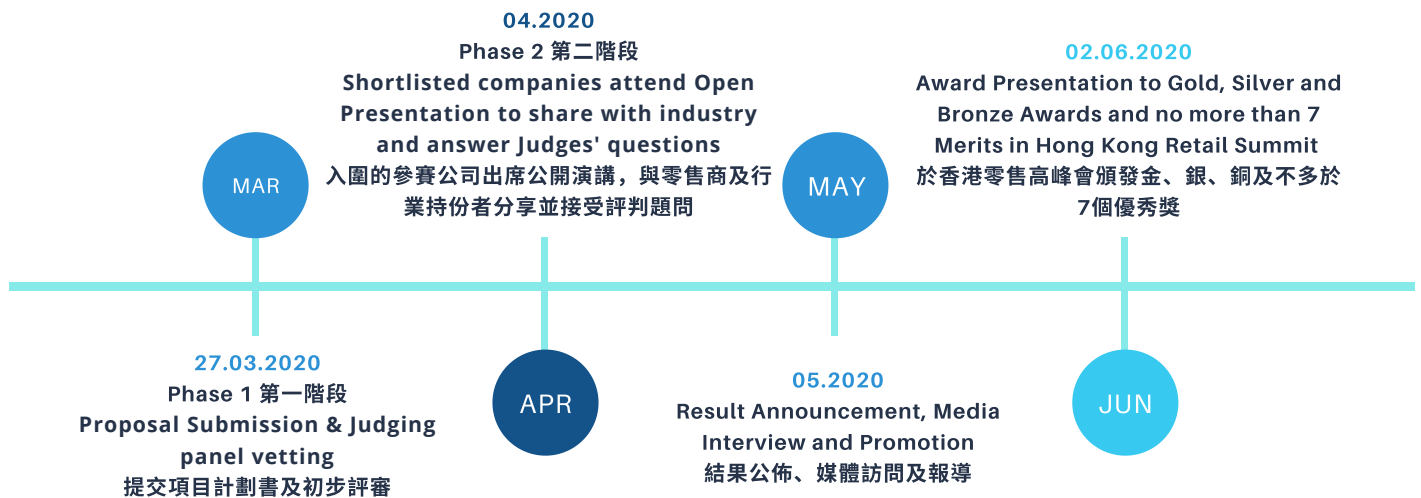 MAR
27.03.2020
Phase 1 第一階段
Proposal Submission & Judging
panel vetting
提交項目計劃書及初步評審
04.2020
Phase 2 第二階段
Shortlisted companies attend Open
Presentation to share with industry
and answer Judges' questions
入圍的參賽公司出席公開演講，與零售商及行
業持份者分享並接受評判題問
APR
MAY
05.2020
Result Announcement, Media
Interview and Promotion
結果公佈、媒體訪問及報導
02.06.2020
Award Presentation to Gold, Silver and
Bronze Awards and no more than 7
Merits in Hong Kong Retail Summit
於香港零售高峰會頒發金、銀、銅及不多於
7個優秀獎
JUN